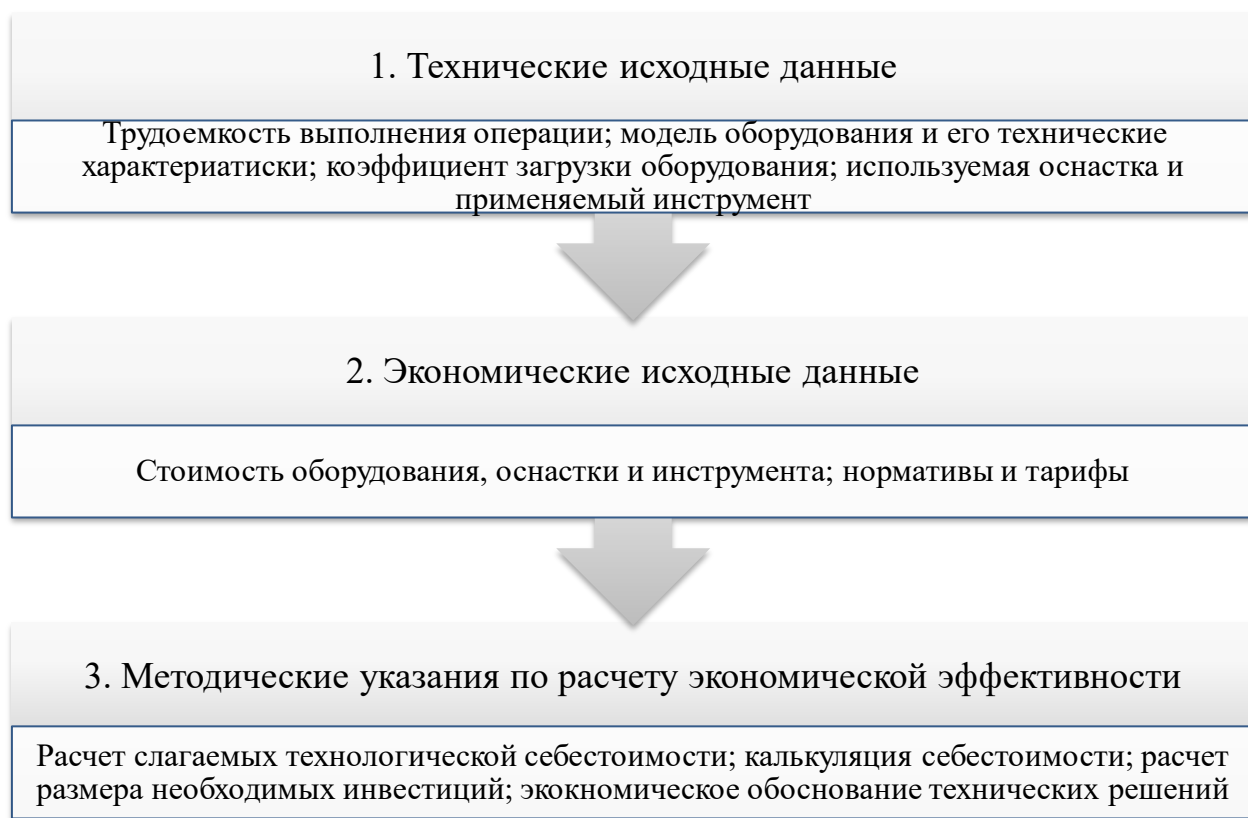 1. Технические исходные данные
Трудоемкость выполнения операции; модель оборудования и его технические
характериатиски; коэффициент загрузки оборудования; используемая оснастка и
применяемый инструмент
2. Экономические исходные данные
Стоимость оборудования, оснастки и инструмента; нормативы и тарифы
3. Методические указания по расчету экономической эффективности
Расчет слагаемых технологической себестоимости; калькуляция себестоимости; расчет
размера необходимых инвестиций; экокномическое обоснование технических решений